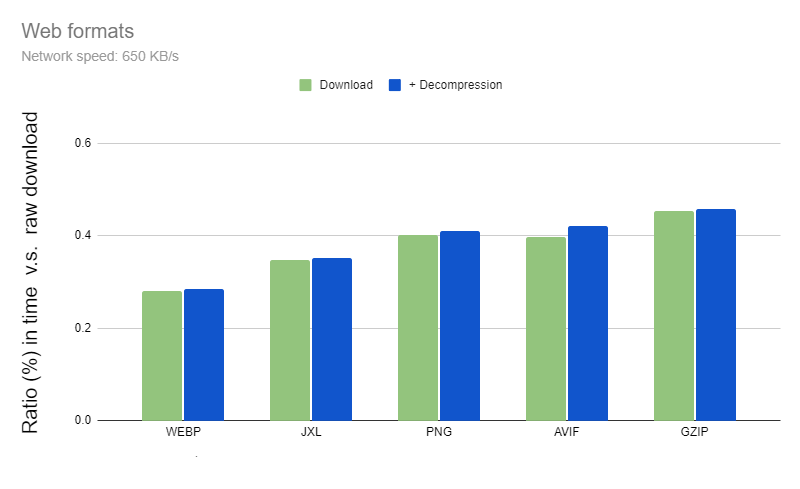 Web formats
Network speed: 650 KB/s
Download + Decompression
Ratio (%) in time v.s. raw download
0.6
0.4
0.2
0.0
WEBP JXL PNG AVIF GZIP